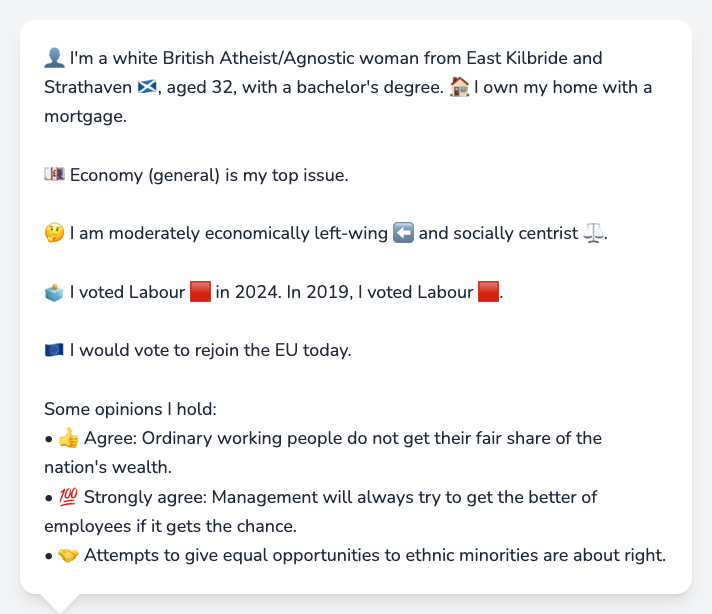 👤 I'm a white British Atheist/Agnostic woman from East Kilbride and
Strathaven 🏴󠁧󠁢󠁳󠁣󠁴󠁿, aged 32, with a bachelor's degree. 🏠 I own my home with a
mortgage.
💷 Economy (general) is my top issue.
🤔 I am moderately economically left-wing ⬅️ and socially centrist ⚖️.
🗳️ I voted Labour 🟥 in 2024. In 2019, I voted Labour 🟥.
🇪🇺 I would vote to rejoin the EU today.
Some opinions I hold:
• 👍 Agree: Ordinary working people do not get their fair share of the
nation's wealth.
• 💯 Strongly agree: Management will always try to get the better of
employees if it gets the chance.
• 🤝 Attempts to give equal opportunities to ethnic minorities are about right.